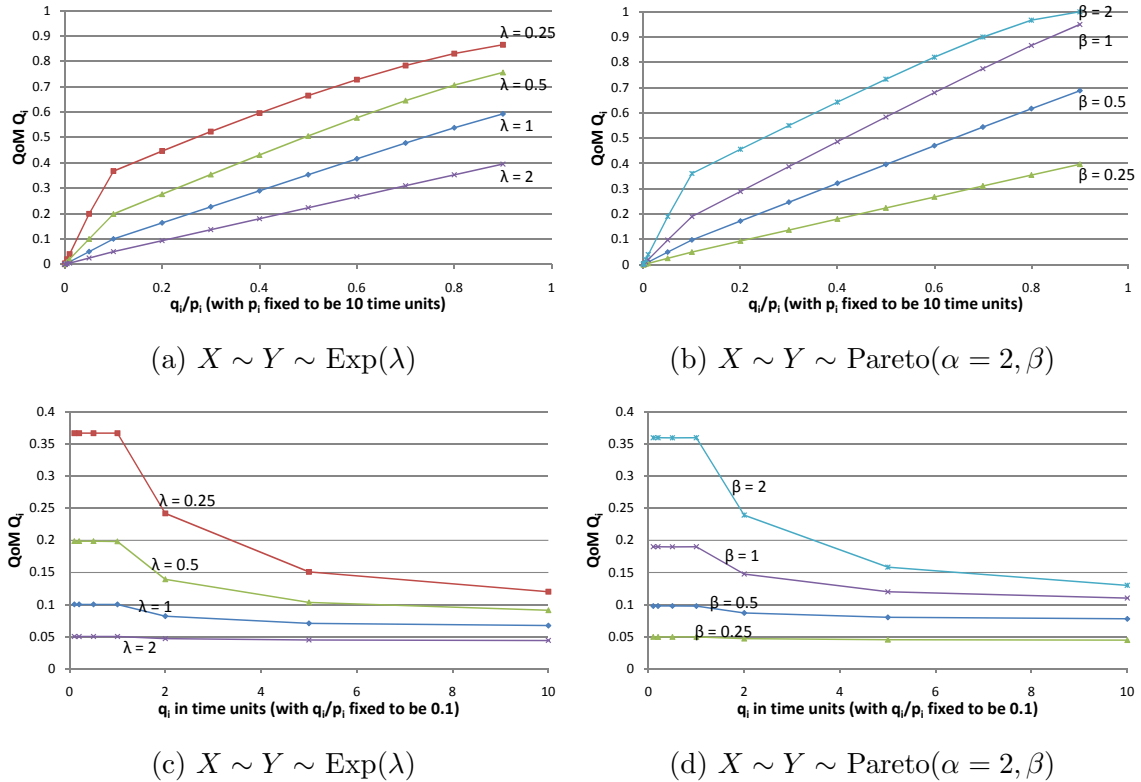 1
0.9
0.8
0.7
0.6
0.5
0.4
0.3
0.2
0.1
0
QoM Qi
λ = 0.25
λ = 0.5
λ = 1
λ = 2
0 0.2 0.4 0.6 0.8 1
qi/pi (with pi fixed to be 10 time units)
(a) X ∼ Y ∼ Exp(λ)
1
0.9
0.8
0.7
0.6
0.5
0.4
0.3
0.2
0.1
0
QoM Qi
β = 2
β = 1
β = 0.5
β = 0.25
0 0.2 0.4 0.6 0.8 1
qi/pi (with pi fixed to be 10 time units)
(b) X ∼ Y ∼ Pareto(α = 2, β)
0.4
0.35
0.3
0.25
0.2
0.15
0.1
0.05
0
QoM Qi
λ = 0.25
λ = 0.5
λ = 1
λ = 2
0 2 4 6 8 10
qi in time units (with qi/pi fixed to be 0.1)
(c) X ∼ Y ∼ Exp(λ)
0.4
0.35
0.3
0.25
0.2
0.15
0.1
0.05
0
QoM Qi
β = 2
β = 1
β = 0.5
β = 0.25
0 2 4 6 8 10
qi in time units (with qi/pi fixed to be 0.1)
(d) X ∼ Y ∼ Pareto(α = 2, β)